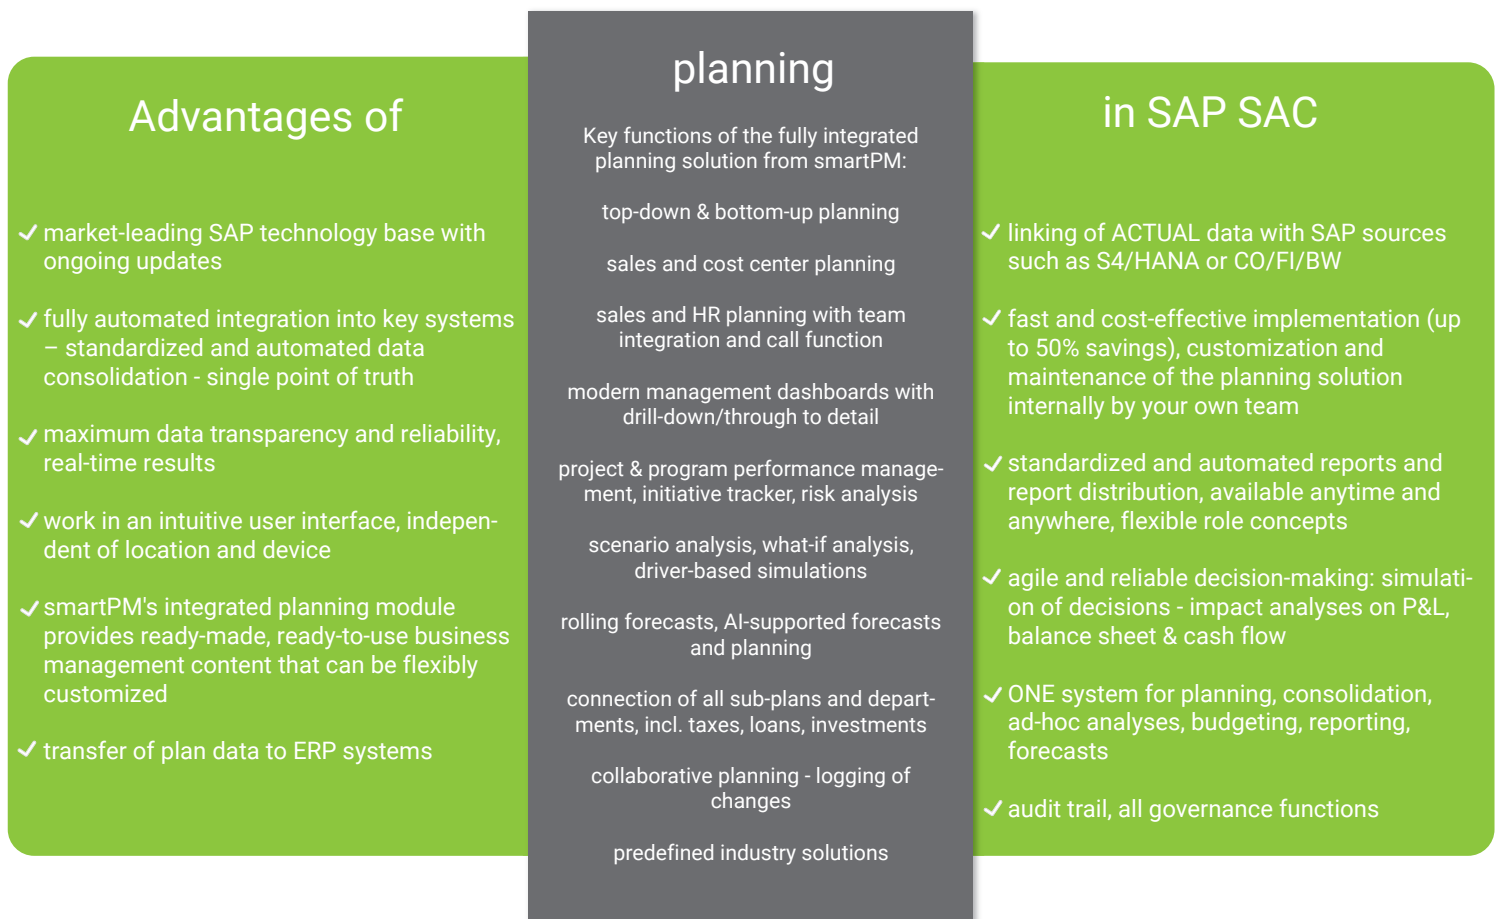 Advantages of
market-leading SAP technology base with
ongoing updates
fully automated integration into key systems
– standardized and automated data
consolidation - single point of truth
maximum data transparency and reliability,
real-time results
work in an intuitive user interface, indepen-
dent of location and device
smartPM's integrated planning module
provides ready-made, ready-to-use business
management content that can be flexibly
customized
transfer of plan data to ERP systems
planning
Key functions of the fully integrated
planning solution from smartPM:
top-down & bottom-up planning
sales and cost center planning
sales and HR planning with team
integration and call function
modern management dashboards with
drill-down/through to detail
project & program performance manage-
ment, initiative tracker, risk analysis
scenario analysis, what-if analysis,
driver-based simulations
rolling forecasts, AI-supported forecasts
and planning
connection of all sub-plans and depart-
ments, incl. taxes, loans, investments
collaborative planning - logging of
changes
predefined industry solutions
in SAP SAC
linking of ACTUAL data with SAP sources
such as S4/HANA or CO/FI/BW
fast and cost-effective implementation (up
to 50% savings), customization and
maintenance of the planning solution
internally by your own team
standardized and automated reports and
report distribution, available anytime and
anywhere, flexible role concepts
agile and reliable decision-making: simulati-
on of decisions - impact analyses on P&L,
balance sheet & cash flow
ONE system for planning, consolidation,
ad-hoc analyses, budgeting, reporting,
forecasts
audit trail, all governance functions